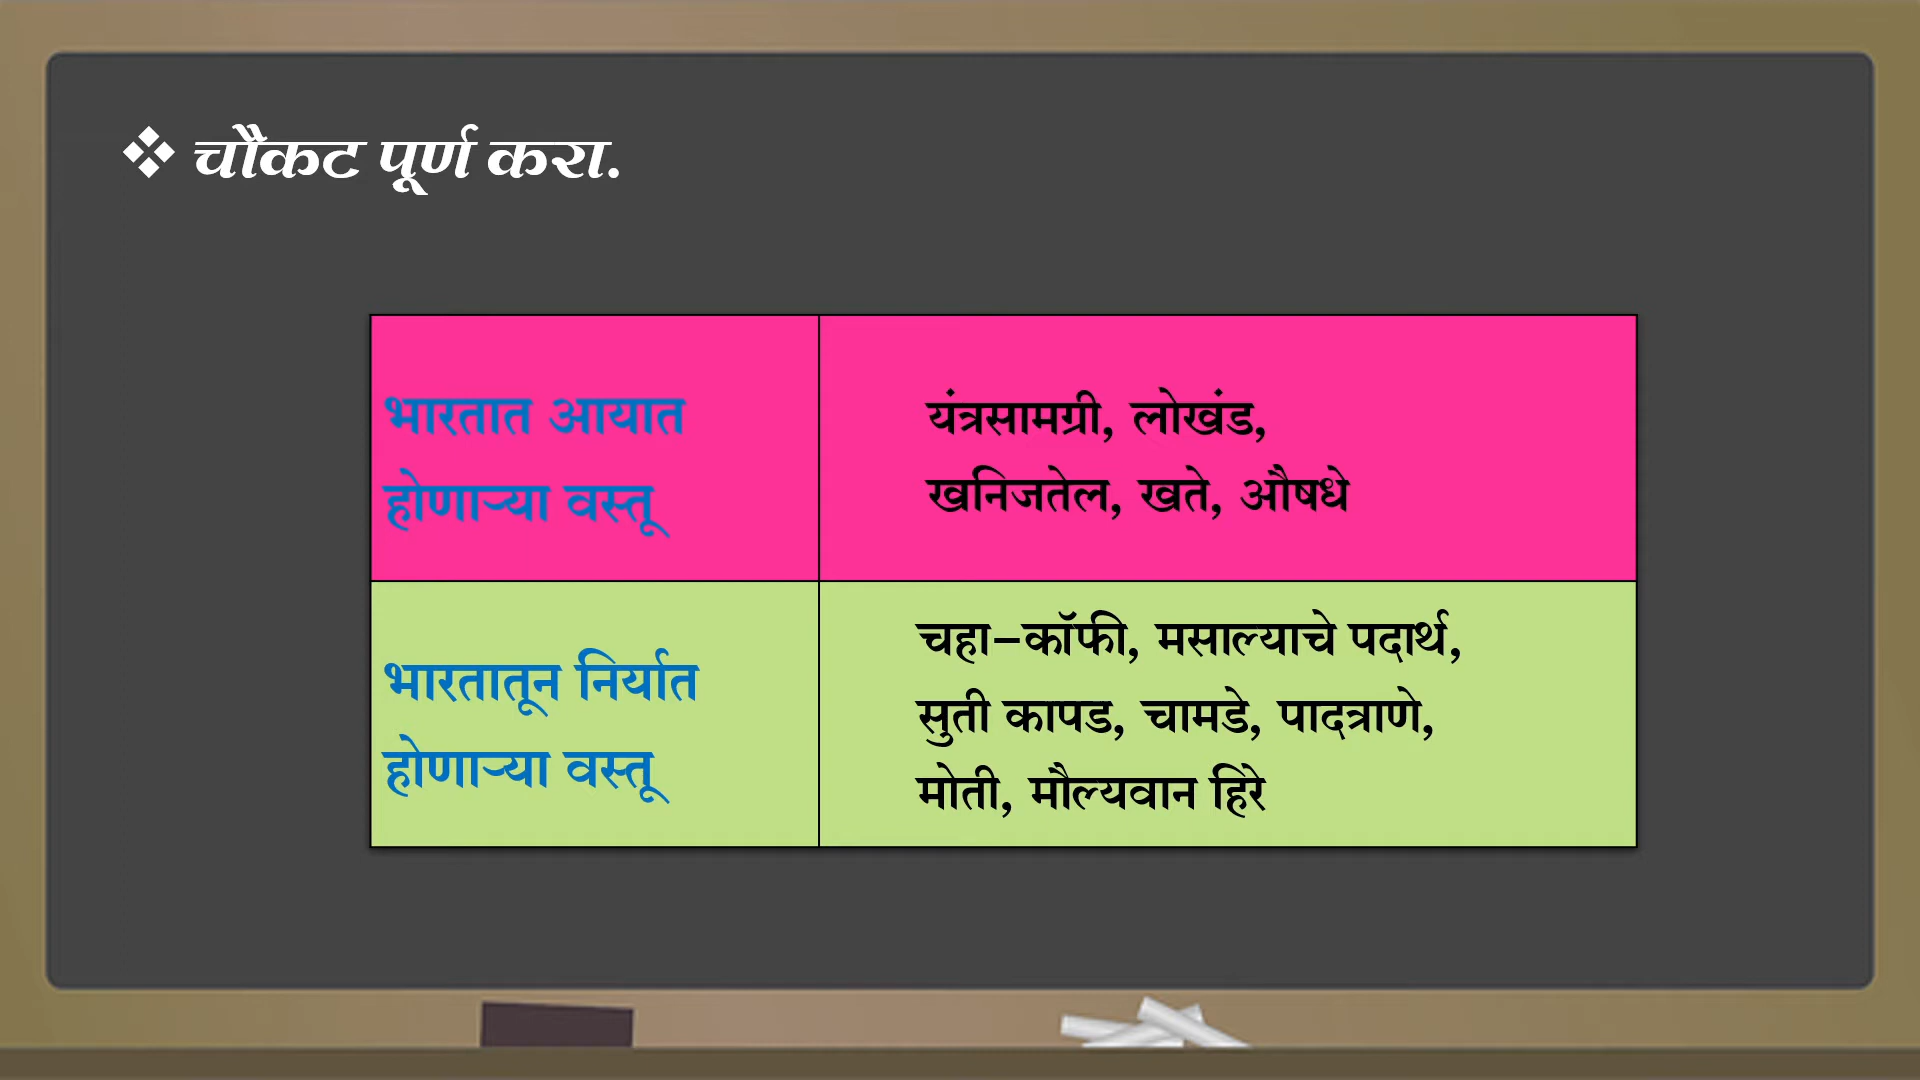 ❖ चौकट पूर्ण करा.
भारतात आयात
होणाऱ्या वस्तू
यंत्रसामग्री, लोखंड,
खनिजतेल, खते, औषधे
भारतातून निर्यात
होणाऱ्या वस्तू
चहा-कॉफी, मसाल्याचे पदार्थ,
सुती कापड, चामडे, पादत्राणे,
मोती, मौल्यवान हिरे